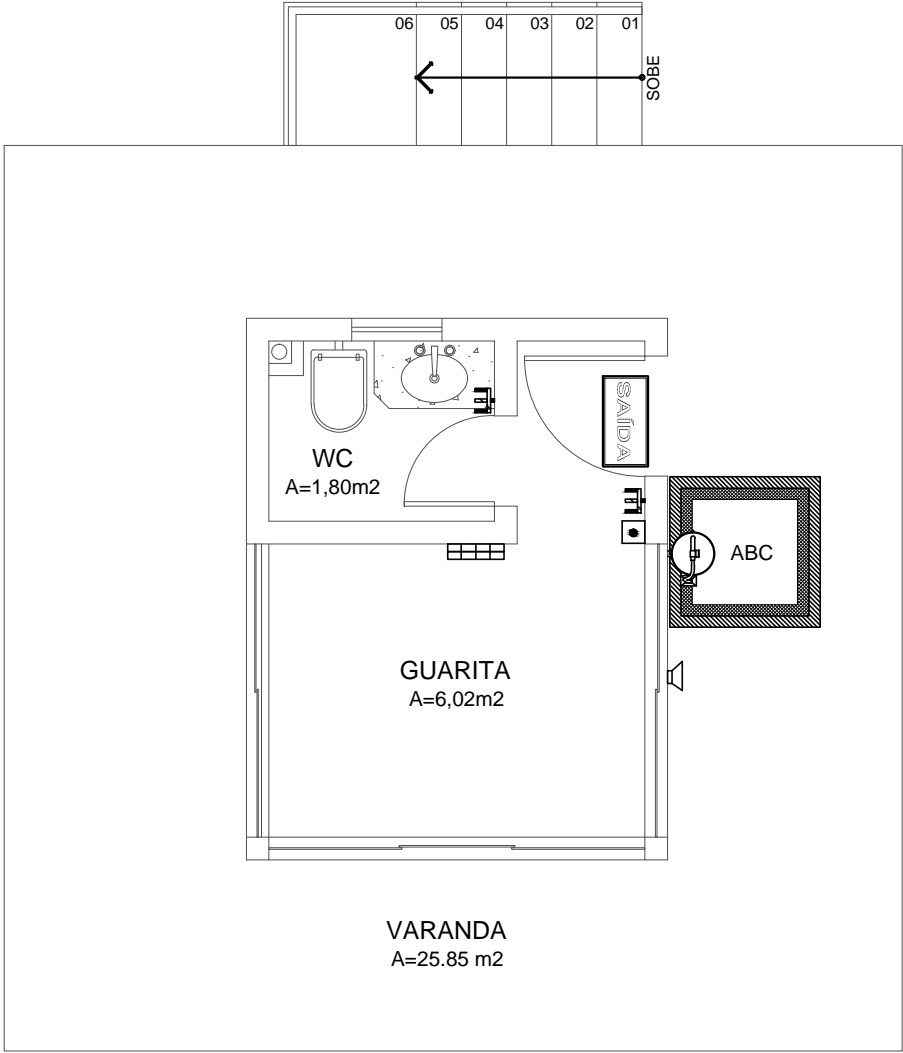 06 05 04 03 02 01
SOBE
SAÍDA
WC
A=1,80m2
ABC
GUARITA
A=6,02m2
VARANDA
A=25.85 m2